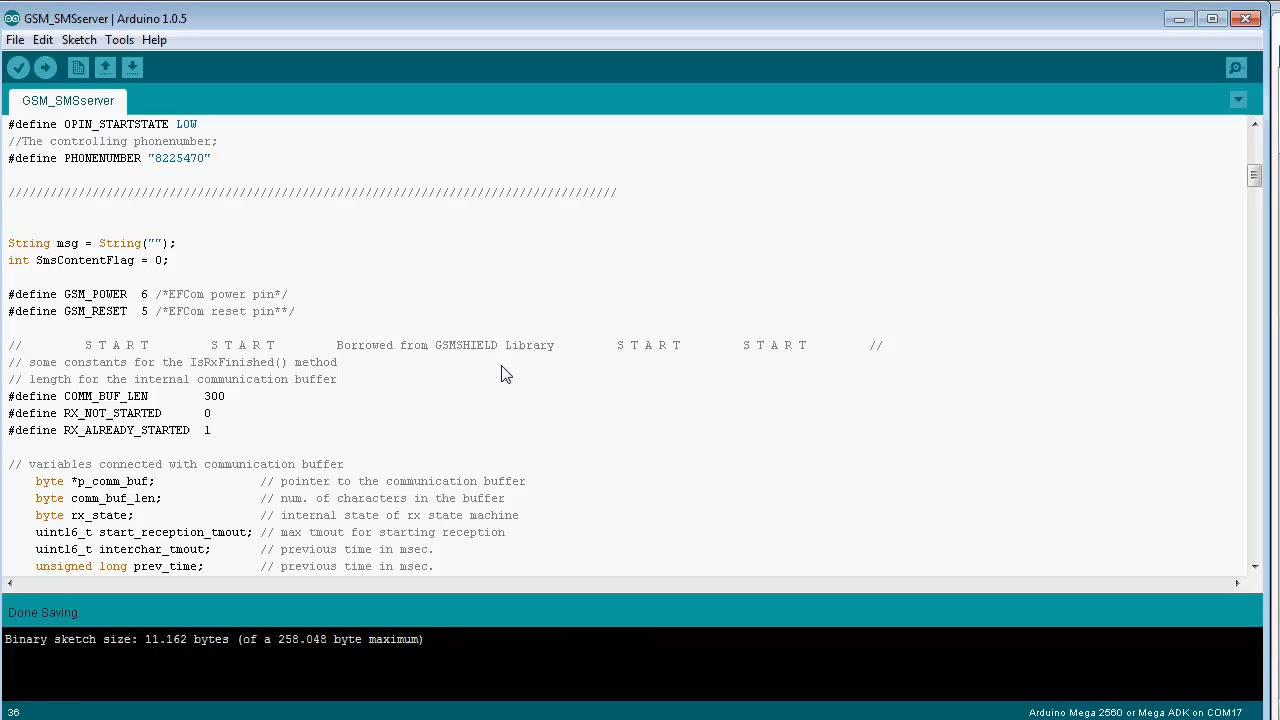 GSM_SMSserver | Arduino 1.0.5
File Edit Sketch Tools Help
GSM_SMSserver
#define OPIN_STARTSTATE LOW
//The controlling phonenumber;
#define PHONENUMBER "8225470"
///////////////////////////////////////////////////////////////////////////////////////
String msg = String("");
int SmsContentFlag = 0;
#define GSM_POWER 6 /*EFCom power pin*/
#define GSM_RESET 5 /*EFCom reset pin**/
// S T A R T S T A R T Borrowed from GSMSHIELD Library S T A R T S T A R T //
// some constants for the IsRxFinished() method
// length for the internal communication buffer
#define COMM_BUF_LEN 300
#define RX_NOT_STARTED 0
#define RX_ALREADY_STARTED 1
// variables connected with communication buffer
byte *p_comm_buf; // pointer to the communication buffer
byte comm_buf_len; // num. of characters in the buffer
byte rx_state; // internal state of rx state machine
uint16_t start_reception_tmout; // max tmout for starting reception
uint16_t interchar_tmout; // previous time in msec.
unsigned long prev_time; // previous time in msec.
Done Saving.
Binary sketch size: 11.162 bytes (of a 258.048 byte maximum)
36 Arduino Mega 2560 or Mega ADK on COM17